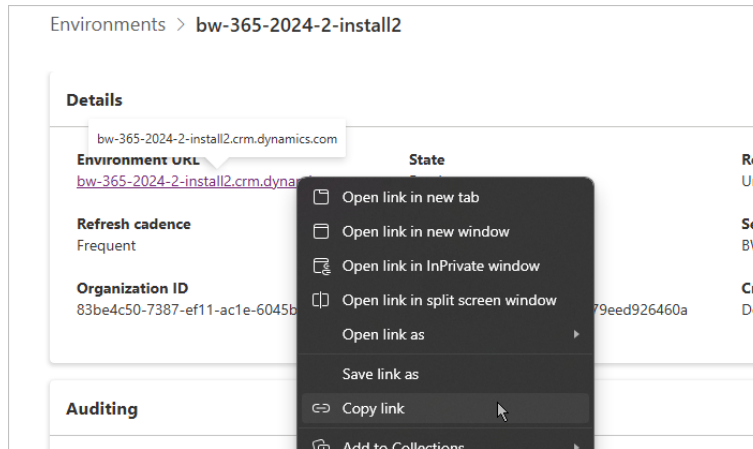 Environments > bw-365-2024-2-install2
Details
bw-365-2024-2-install2.crm.dynamics.com
Environment URL
bw-365-2024-2-install2.crm.dynam
State
Refresh cadence
Frequent
Organization ID
83be4c50-7387-ef11-ac1e-6045b
79eed926460a
Open link in new tab
Open link in new window
Open link in InPrivate window
Open link in split screen window
Open link as
Save link as
Copy link
Add to Collections
Auditing